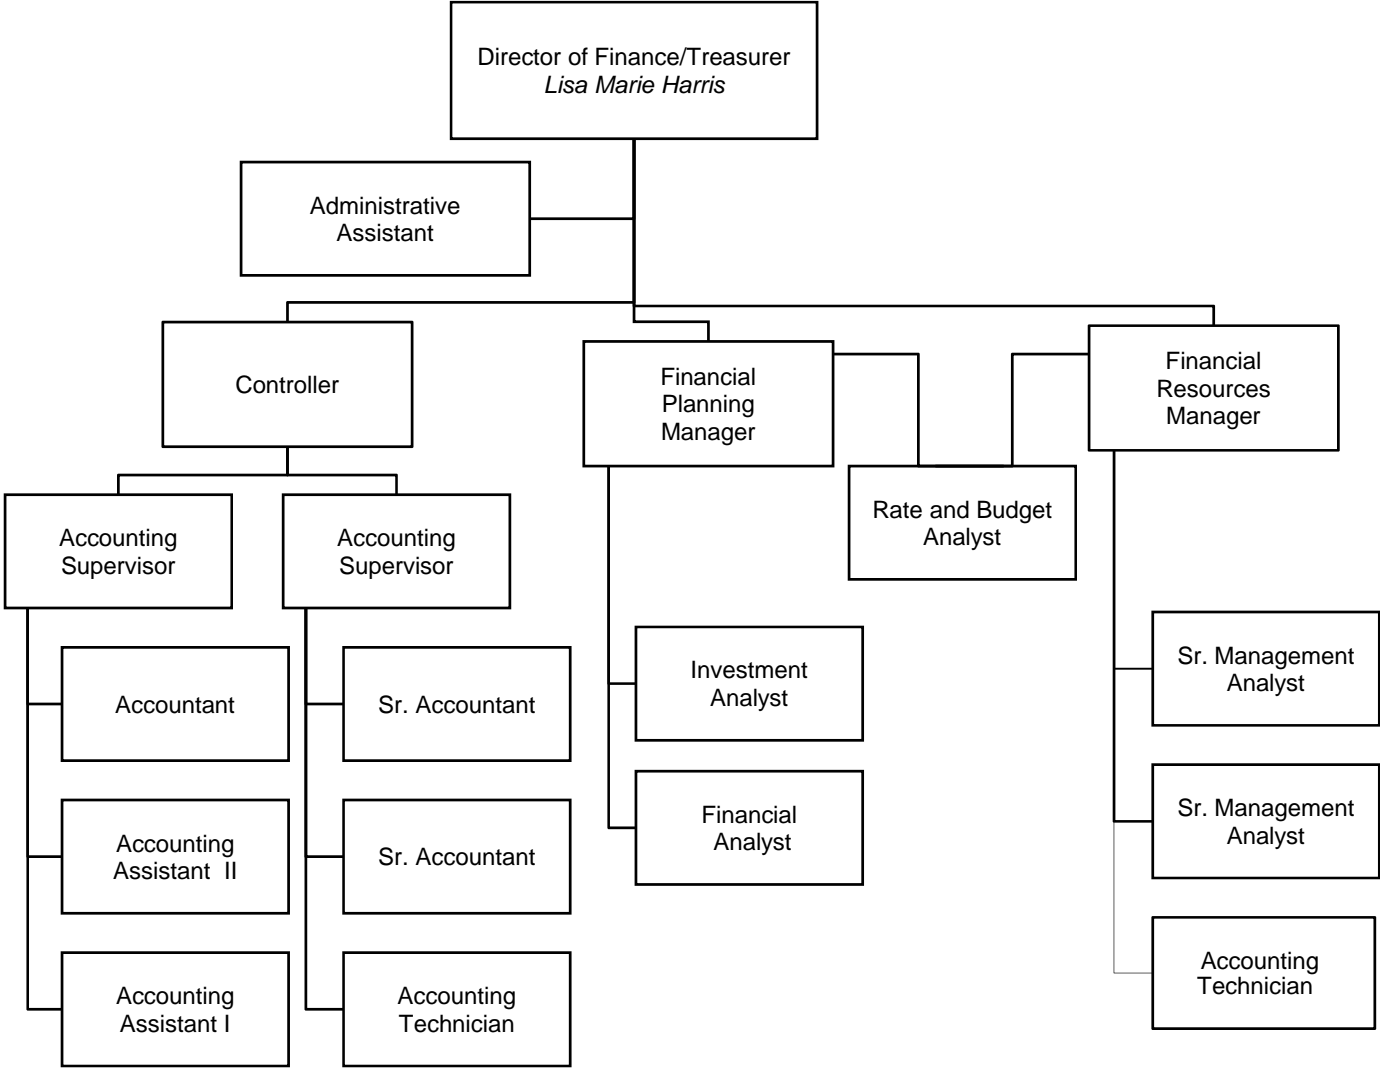 Director of Finance/Treasurer
Lisa Marie Harris
Administrative
Assistant
Controller
Financial
Planning
Manager
Financial
Resources
Manager
Rate and Budget
Analyst
Accounting
Supervisor
Accounting
Supervisor
Accountant
Accounting
Assistant  II
Accounting
Assistant I
Sr. Accountant
Sr. Accountant
Accounting
Technician
Investment
Analyst
Financial
Analyst
Sr. Management
Analyst
Sr. Management
Analyst
Accounting
Technician